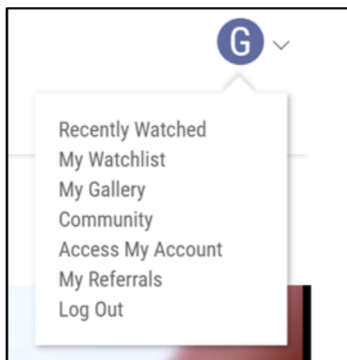 G
Recently Watched
My Watchlist
My Gallery
Community
Access My Account
My Referrals
Log Out